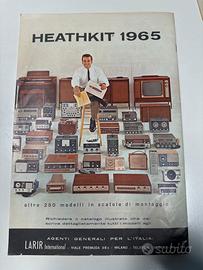 HEATHKIT 1965
oltre 250 modelli in scatole di montaggio
Richiedere il catalogo illustrato che descrive dettagliatamente tutti i modelli
AGENTI GENERALI PER L'ITALIA
LARIR International - VIALE PREMUDA 38 - MILANO
subito